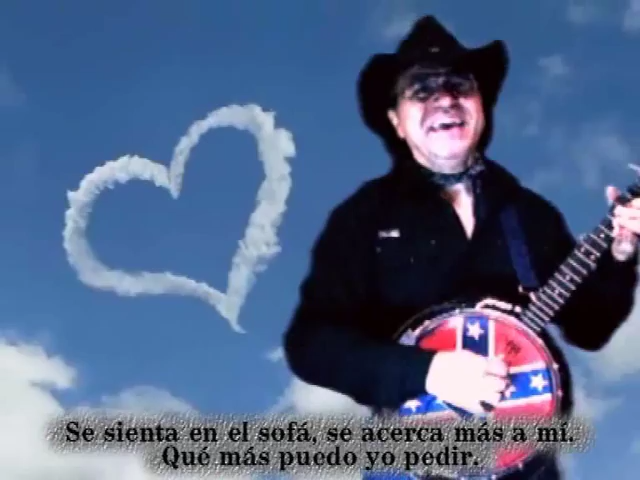 Se sienta en el sofá, se acerca más a mí.
Qué más puedo yo pedir.